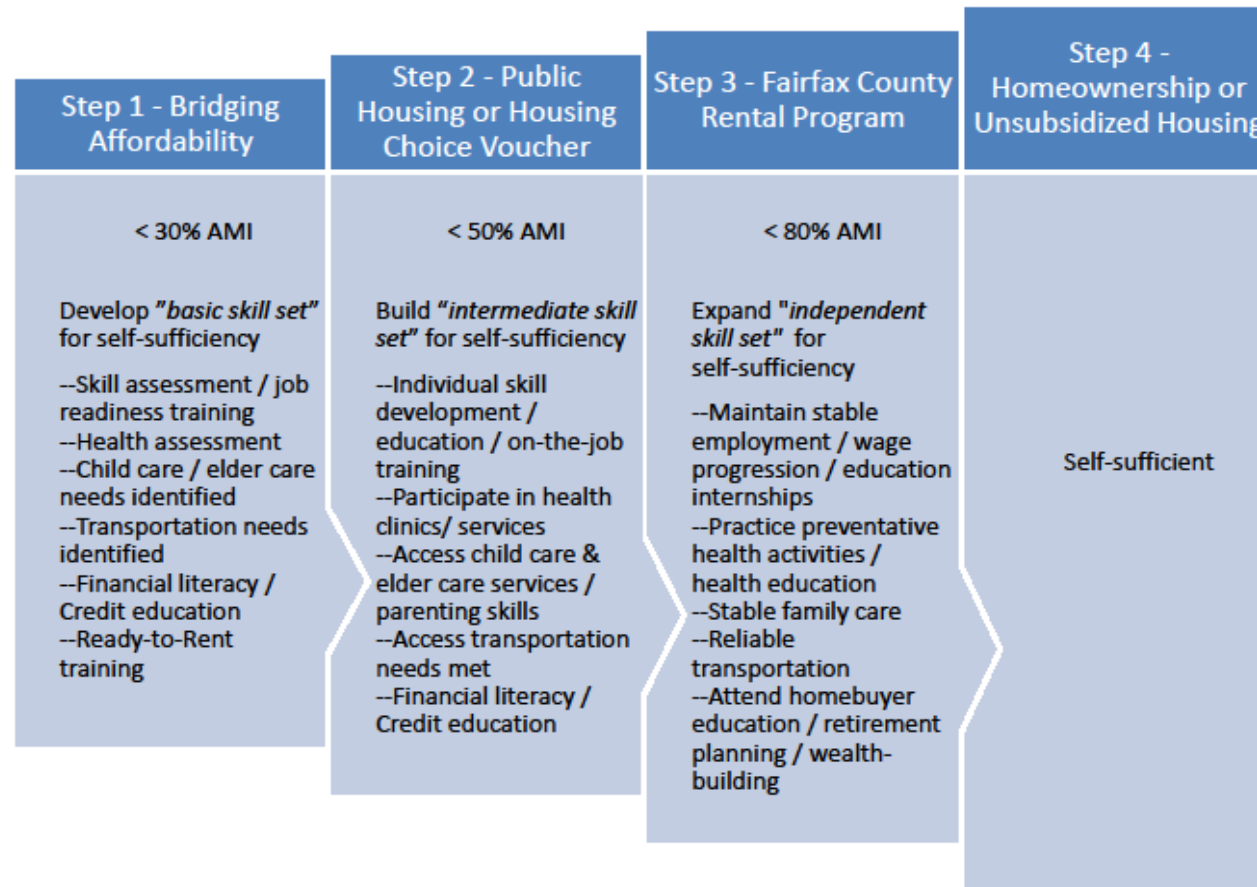 Step 1 - Bridging
Affordability
< 30% AMI
Develop ”basic skill set”
for self-sufficiency
--Skill assessment / job
readiness training
--Health assessment
--Child care / elder care
needs identified
--Transportation needs
identified
--Financial literacy /
Credit education
--Ready-to-Rent
training
Step 2 - Public
Housing or Housing
Choice Voucher
< 50% AMI
Build “intermediate skill
set” for self-sufficiency
--Individual skill
development /
education / on-the-job
training
--Participate in health
clinics/ services
--Access child care &
elder care services /
parenting skills
--Access transportation
needs met
--Financial literacy /
Credit education
Step 3 - Fairfax County
Rental Program
< 80% AMI
Expand "independent
skill set" for
self-sufficiency
--Maintain stable
employment / wage
progression / education
internships
--Practice preventative
health activities /
health education
--Stable family care
--Reliable
transportation
--Attend homebuyer
education / retirement
planning / wealth-
building
Step 4 -
Homeownership or
Unsubsidized Housing
Self-sufficient